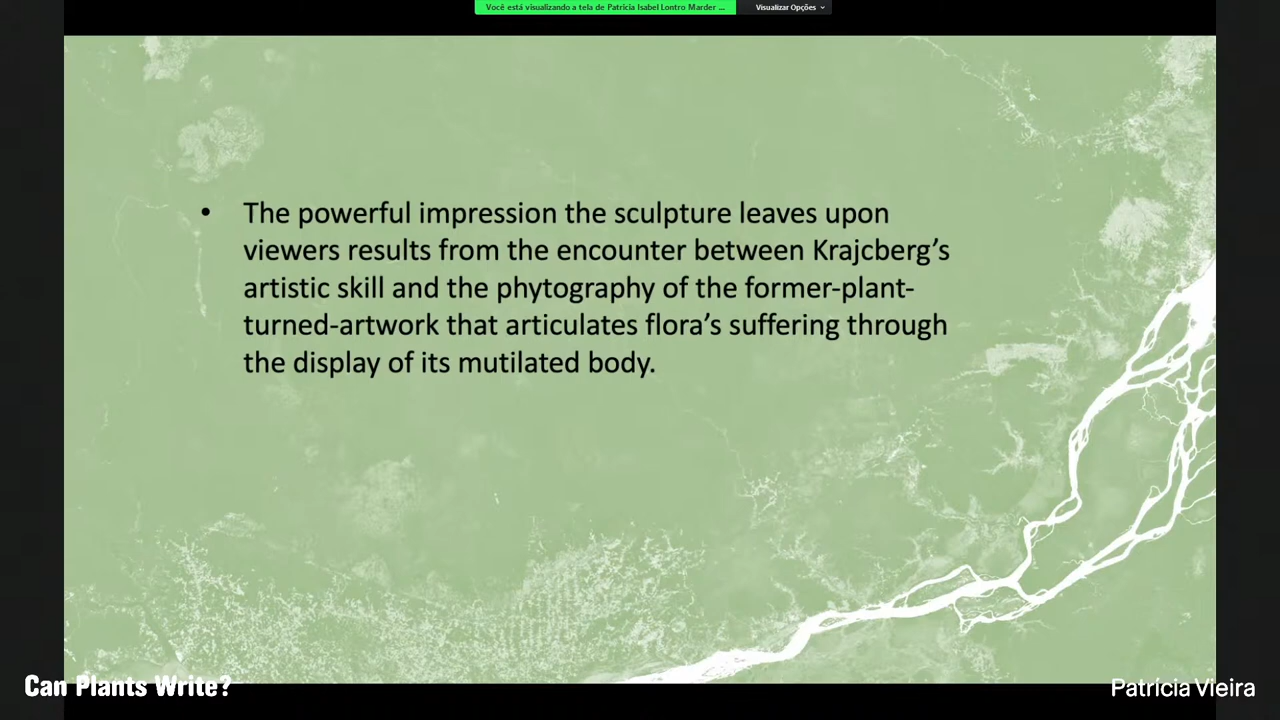 Você está visualizando a tela de Patricia Isabel Lontro Marder ...
Visualizar Opções
• The powerful impression the sculpture leaves upon
viewers results from the encounter between Krajcberg’s
artistic skill and the phytography of the former-plant-
turned-artwork that articulates flora’s suffering through
the display of its mutilated body.
Can Plants Write?
Patrícia Vieira